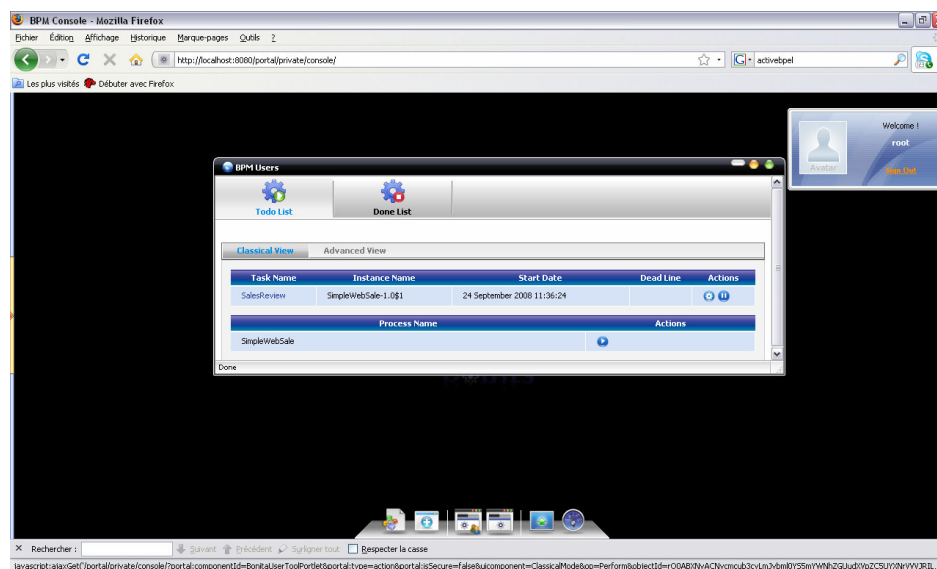 BPM Console - Mozilla Firefox
Fichier Édition Affichage Historique Marque-pages Outils ?
http://localhost:8080/portal/private/console/
activebpel
Les plus visités Débuter avec Firefox
Welcome !
root
Avatar
Sign Out
BPM Users
Todo List Done List
Classical View Advanced View
Task Name Instance Name Start Date Dead Line Actions
SalesReview SimpleWebSale-1.0$1 24 September 2008 11:36:24
Process Name Actions
SimpleWebSale
Done
Rechercher : Suivant Précédent Surligner tout Respecter la casse